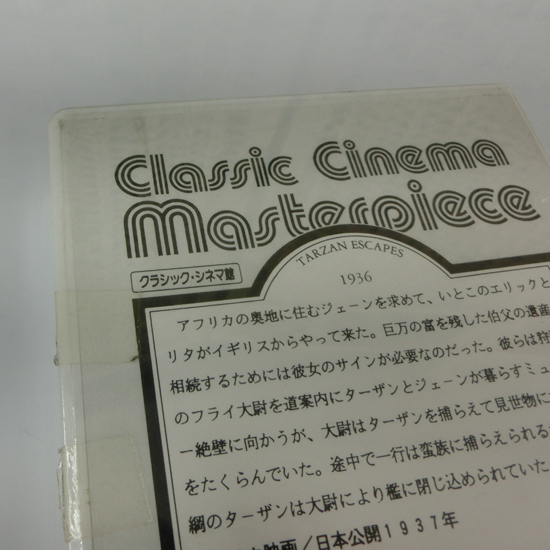 Classic Cinema
Masterpiece
クラシック・シネマ館
TARZAN ESCAPES
1936
アフリカの奥地に住むジェーンを求めて、いとこのエリックと
リタがイギリスからやって来た。巨万の富を残した伯父の遺産
相続するためには彼女のサインが必要なのだった。彼らは狩
のフライ大尉を道案内にターザンとジェーンが暮らすミュ
ー絶壁に向かうが、大尉はターザンを捕らえて見世物に
をたくらんでいた。途中で一行は蛮族に捕らえられる
綱のターザンは大尉により檻に閉じ込められていた
映画/日本公開1937年